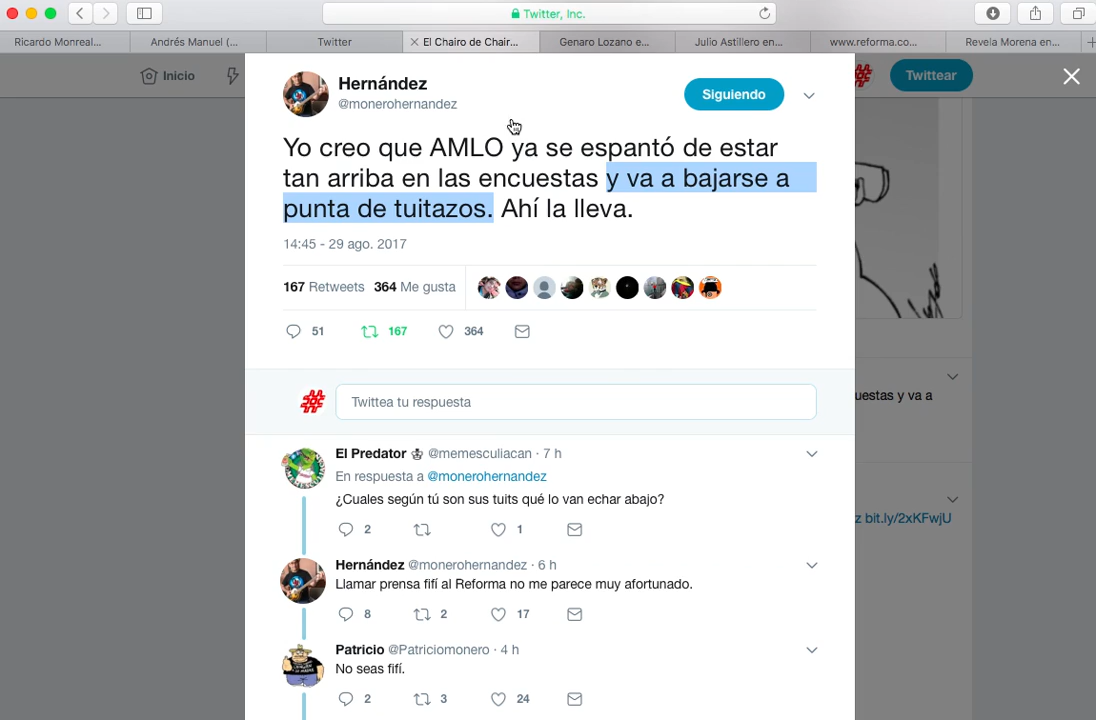 Twitter, Inc.
Ricardo Monreal...
Andrés Manuel (...
Twitter
El Chairo de Chair...
Genaro Lozano e...
Julio Astillero en...
www.reforma.co...
Revela Morena en...
Inicio
Twittear
Hernández
@monerohernandez
Siguiendo
Yo creo que AMLO ya se espantó de estar
tan arriba en las encuestas y va a bajarse a
punta de tuitazos. Ahí la lleva.
14:45 - 29 ago. 2017
167 Retweets 364 Me gusta
51 167 364
Twittea tu respuesta
uestas y va a
El Predator @memesculiacan · 7 h
En respuesta a @monerohernandez
¿Cuales según tú son sus tuits qué lo van echar abajo?
2 1
z bit.ly/2xKFwjU
Hernández @monerohernandez · 6 h
Llamar prensa fifí al Reforma no me parece muy afortunado.
8 2 17
Patricio @Patriciomonero · 4 h
No seas fifí.
2 3 24